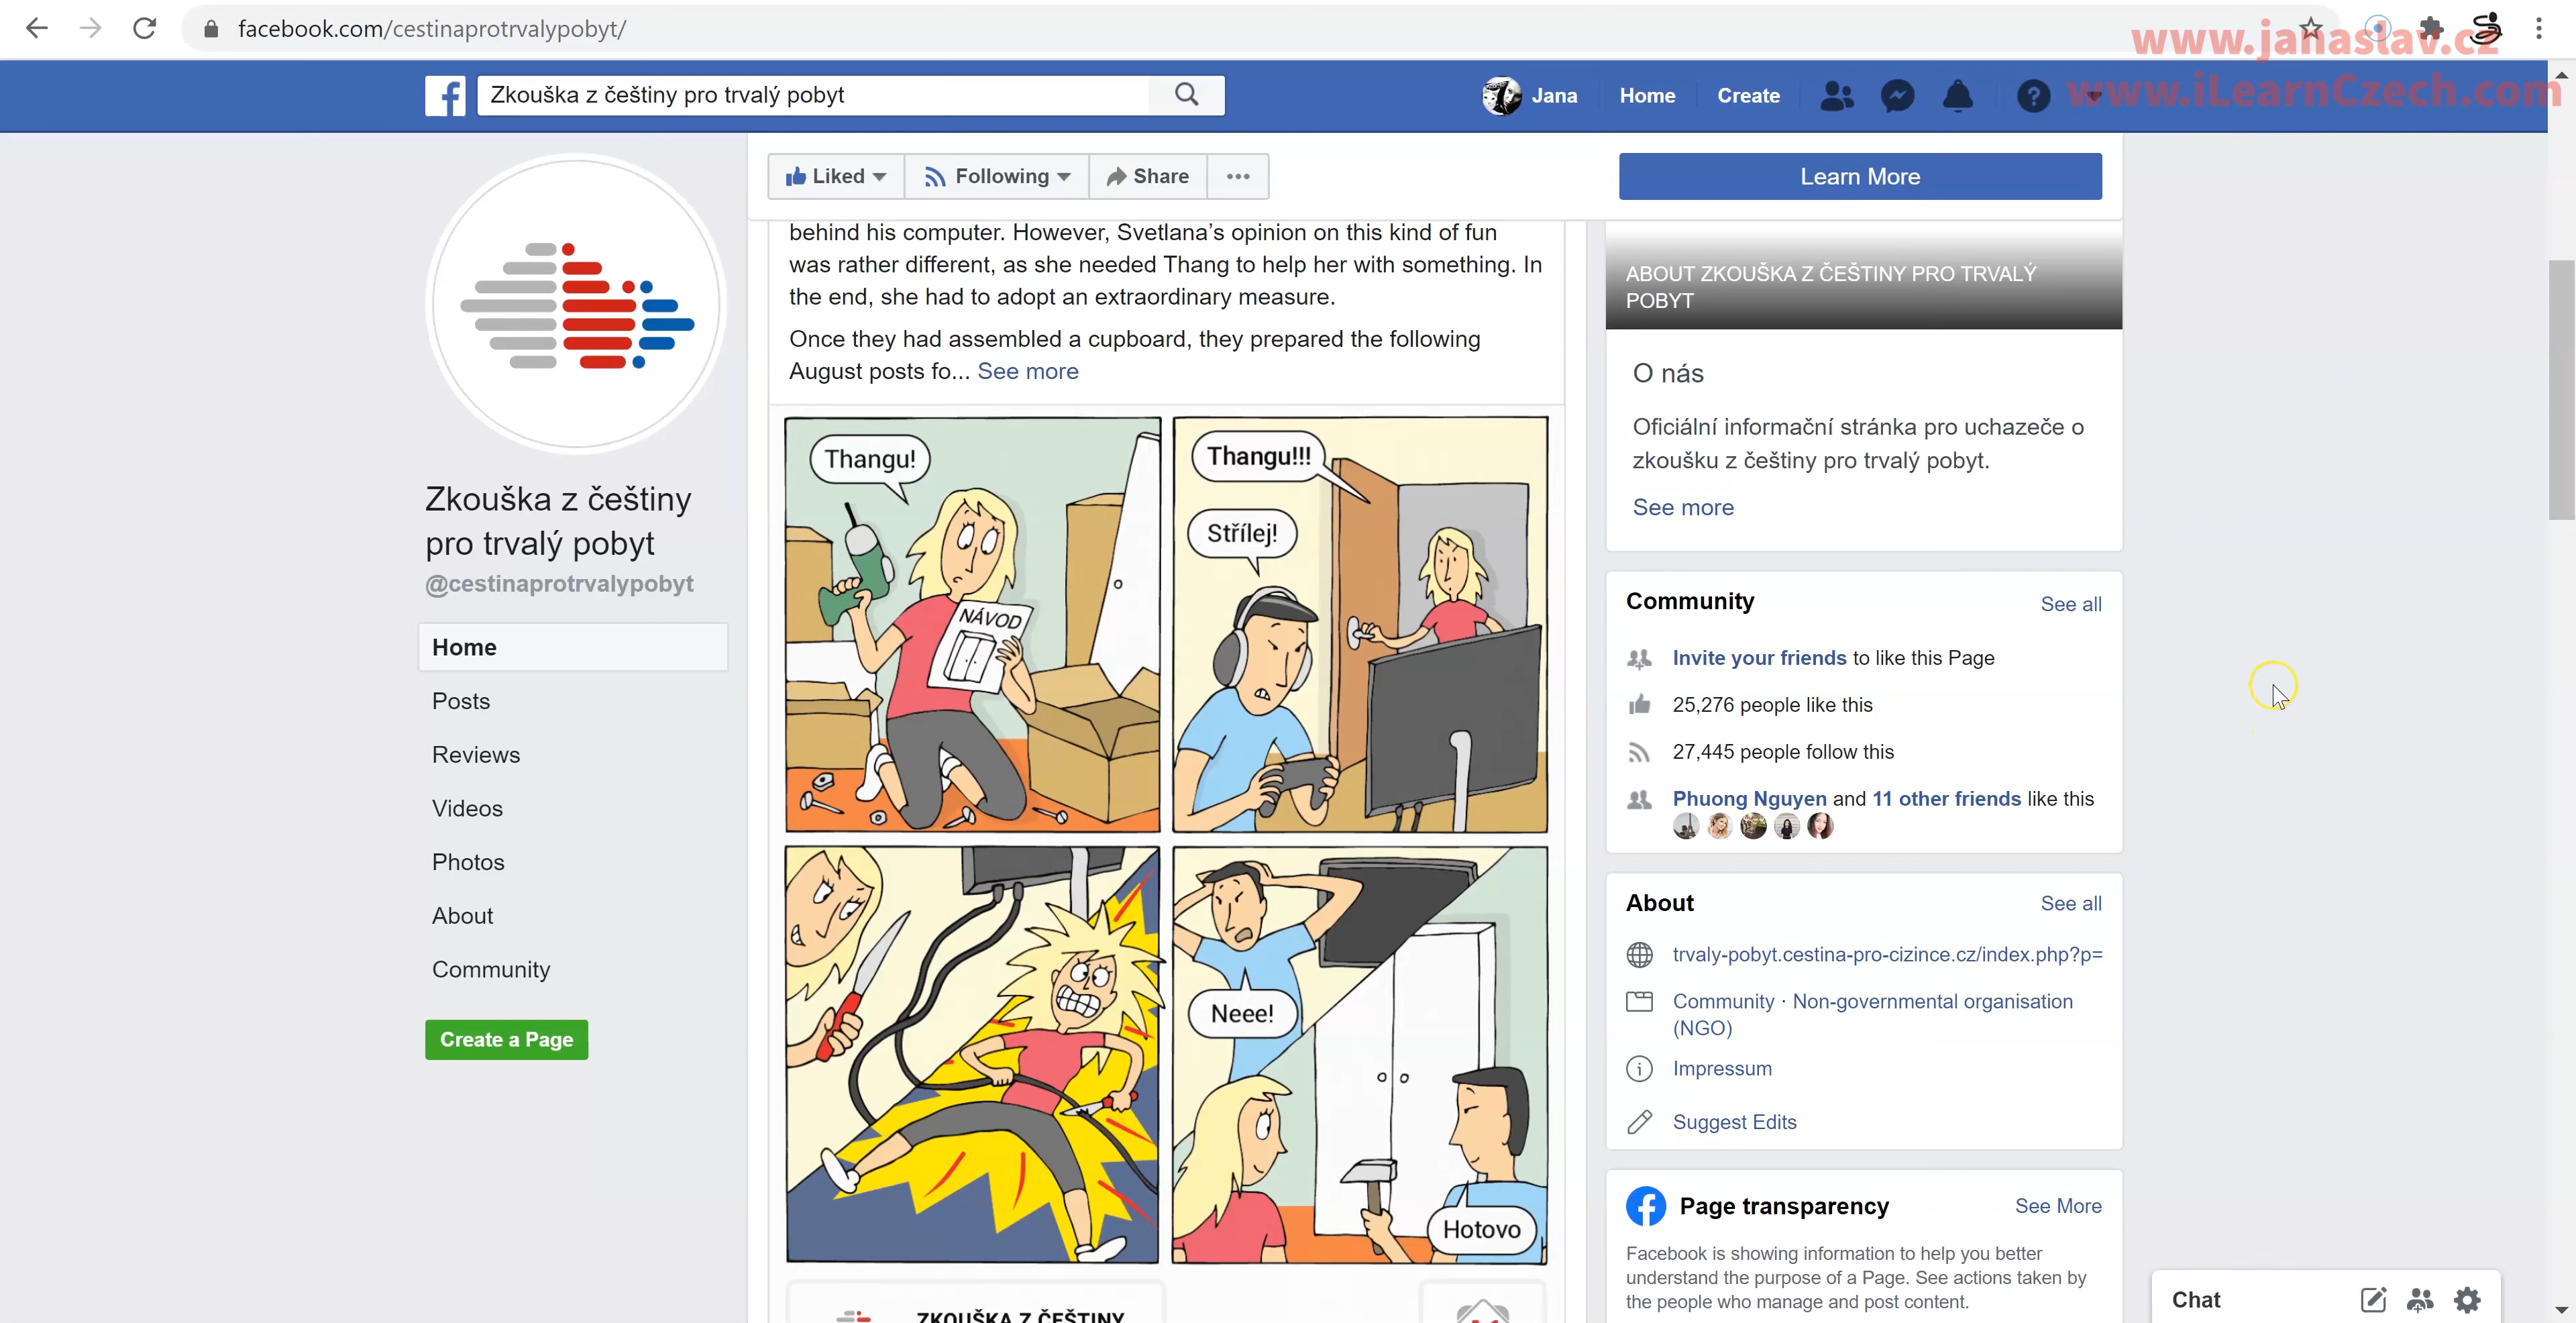 facebook.com/cestinaprotrvalypobyt/
www.janaslav.cz
www.iLearnCzech.com
Zkouška z češtiny pro trvalý pobyt
Jana
Home
Create
Liked
Following
Share
Learn More
Zkouška z češtiny
pro trvalý pobyt
@cestinaprotrvalypobyt
Home
Posts
Reviews
Videos
Photos
About
Community
Create a Page
behind his computer. However, Svetlana’s opinion on this kind of fun
was rather different, as she needed Thang to help her with something. In
the end, she had to adopt an extraordinary measure.
Once they had assembled a cupboard, they prepared the following
August posts fo... See more
Thangu!
NÁVOD
Thangu!!!
Střílej!
Neee!
Hotovo
ZKOUŠKA Z ČEŠTINY
ABOUT ZKOUŠKA Z ČEŠTINY PRO TRVALÝ
POBYT
O nás
Oficiální informační stránka pro uchazeče o
zkoušku z češtiny pro trvalý pobyt.
See more
Community
See all
Invite your friends to like this Page
25,276 people like this
27,445 people follow this
Phuong Nguyen and 11 other friends like this
About
See all
trvaly-pobyt.cestina-pro-cizince.cz/index.php?p=
Community · Non-governmental organisation
(NGO)
Impressum
Suggest Edits
Page transparency
See More
Facebook is showing information to help you better
understand the purpose of a Page. See actions taken by
the people who manage and post content.
Chat